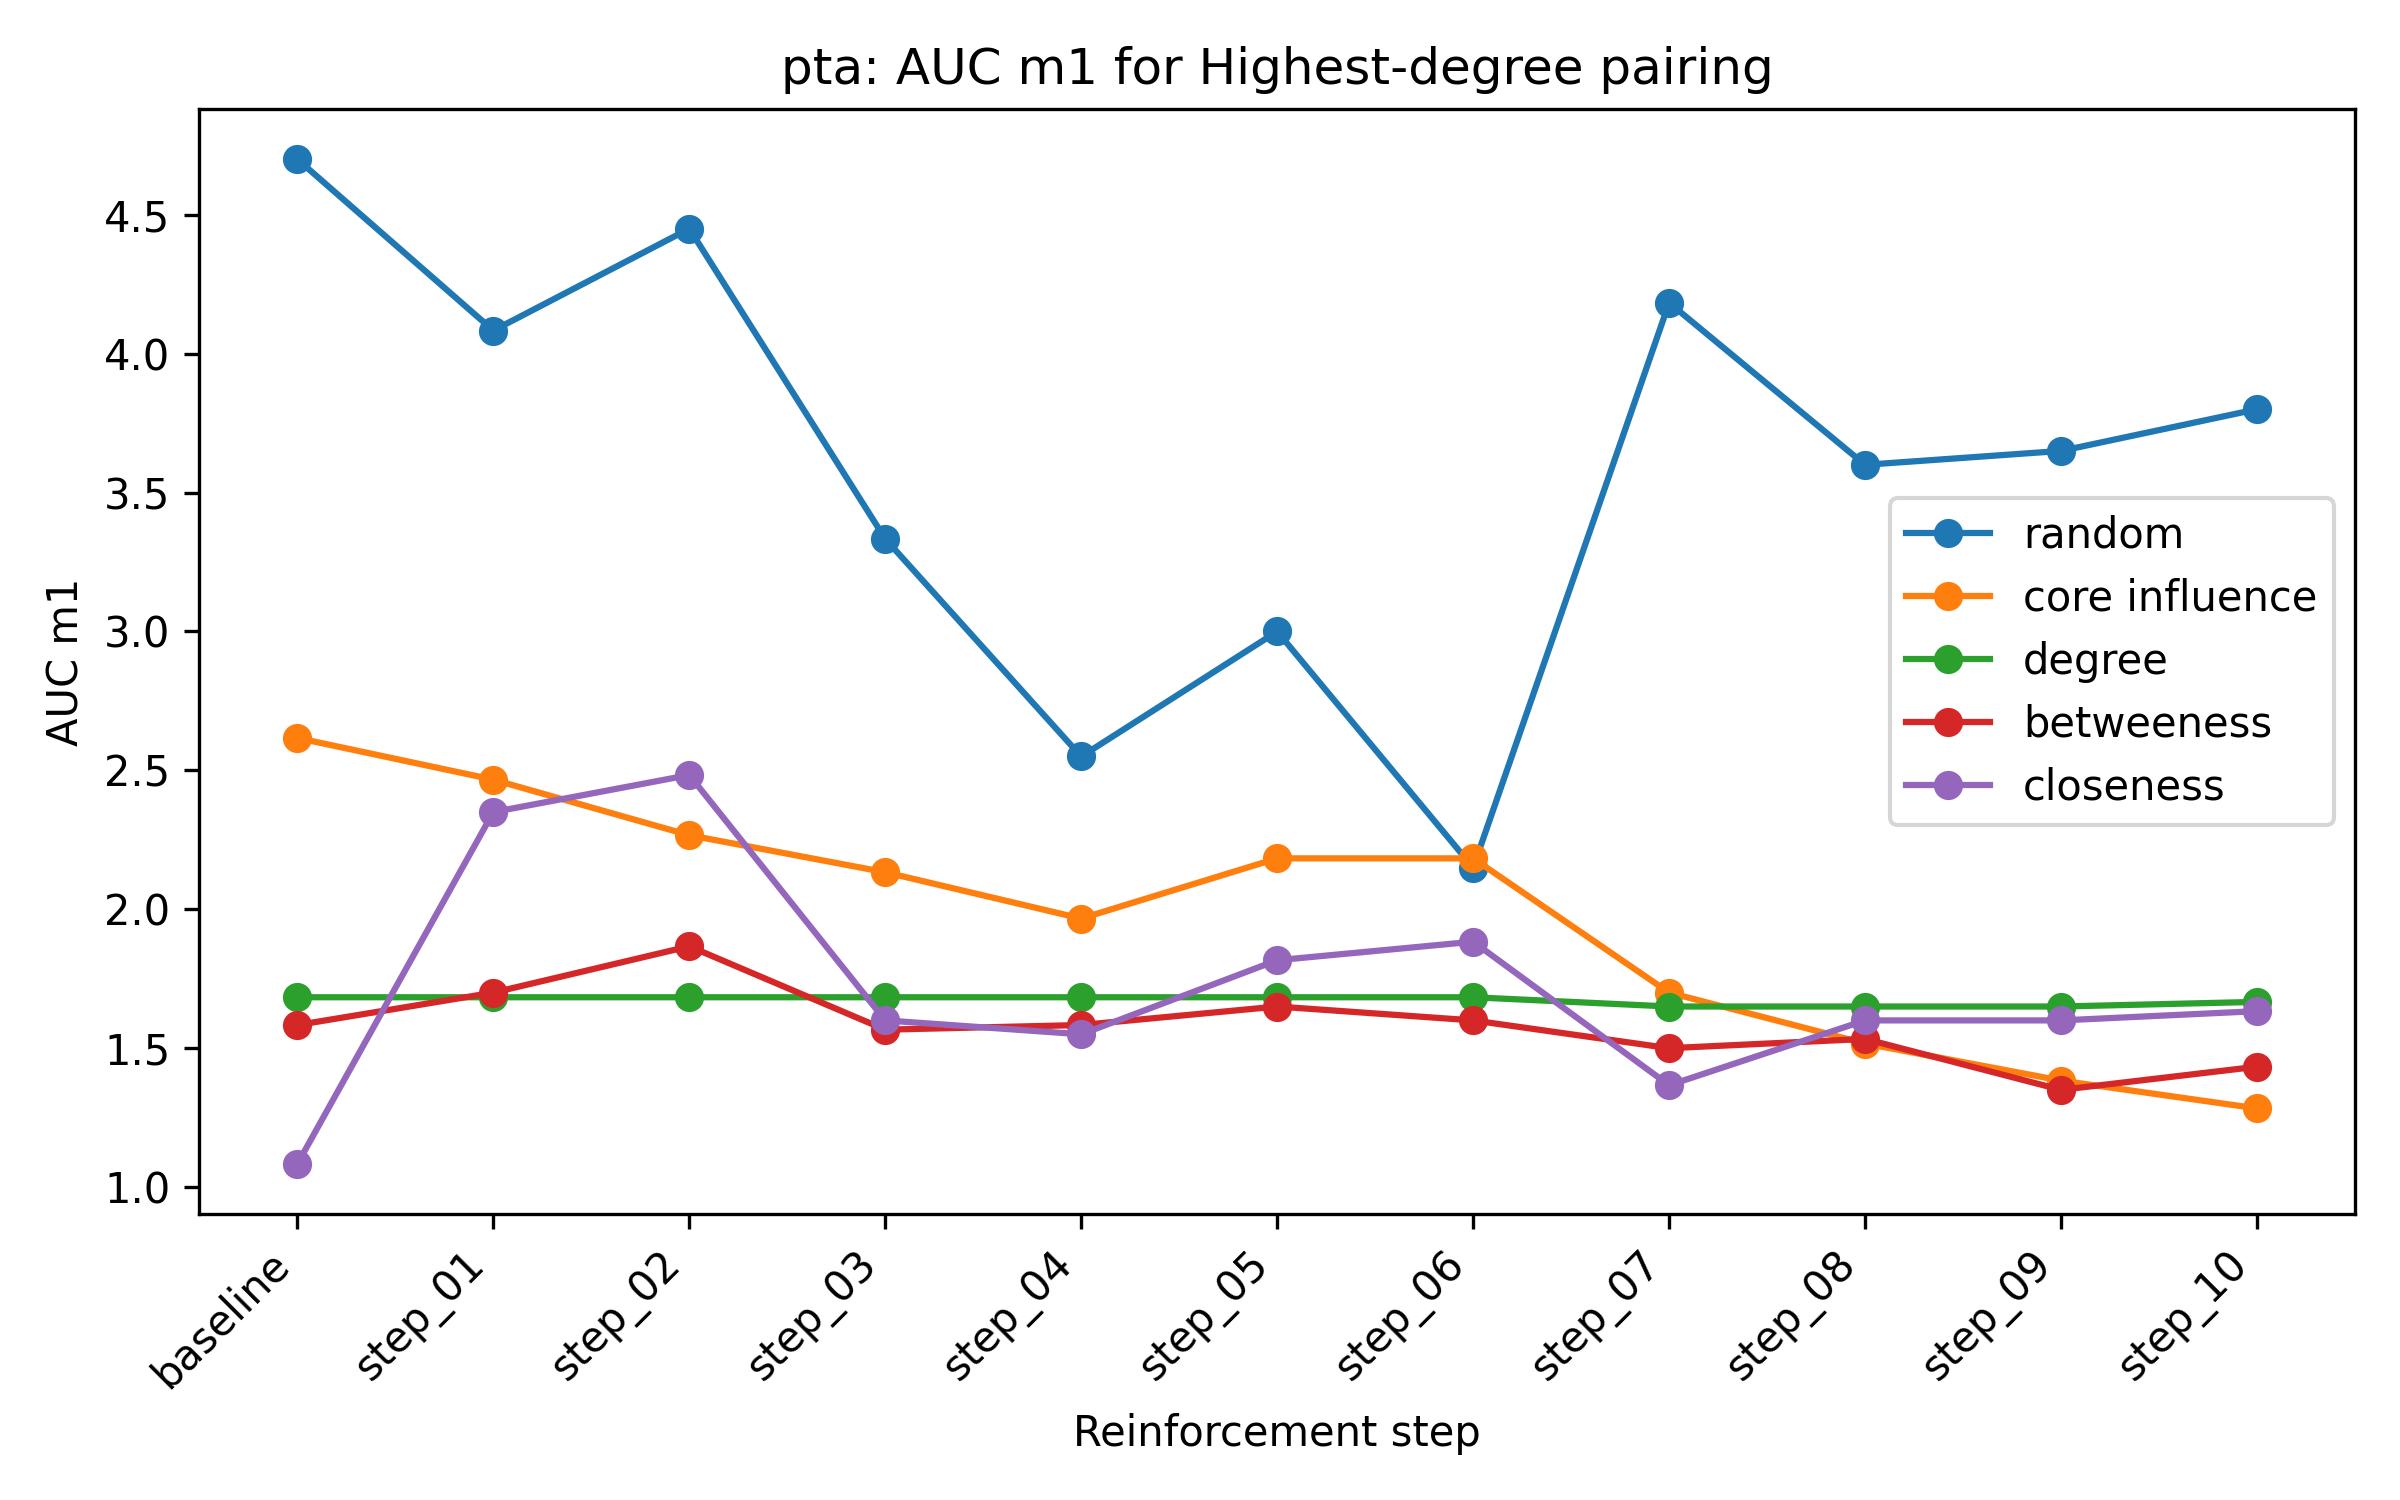 pta: AUC m1 for Highest-degree pairing
AUC m1
4.5
4.0
3.5
3.0
2.5
2.0
1.5
1.0
random
core influence
degree
betweeness
closeness
baseline
step_01
step_02
step_03
step_04
step_05
step_06
step_07
step_08
step_09
step_10
Reinforcement step